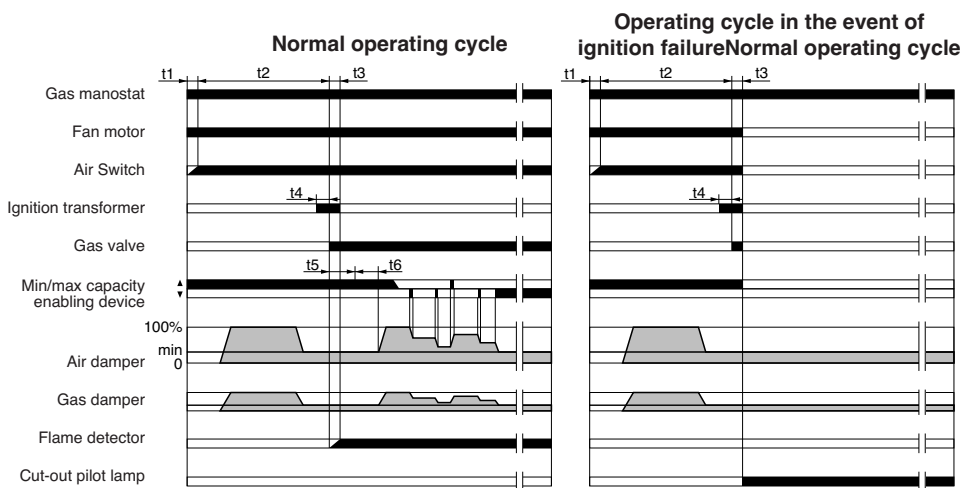 Operating cycle in the event of
Normal operating cycle
ignition failureNormal operating cycle
t1 t2 t3
t1 t2 t3
Gas manostat
Fan motor
Air Switch
t4
t4
Ignition transformer
Gas valve
t5 t6
Min/max capacity
enabling device
100%
min
0
Air damper
Gas damper
Flame detector
Cut-out pilot lamp